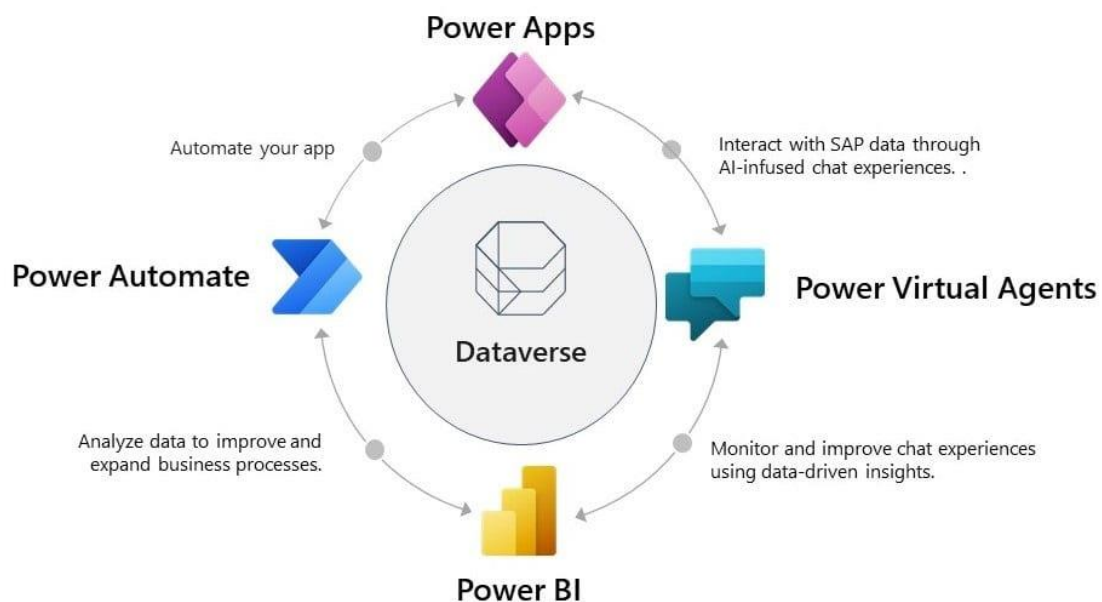 Power Apps
Automate your app
Interact with SAP data through
AI-infused chat experiences. .
Power Automate
Dataverse
Power Virtual Agents
Analyze data to improve and
expand business processes.
Monitor and improve chat experiences
using data-driven insights.
Power BI